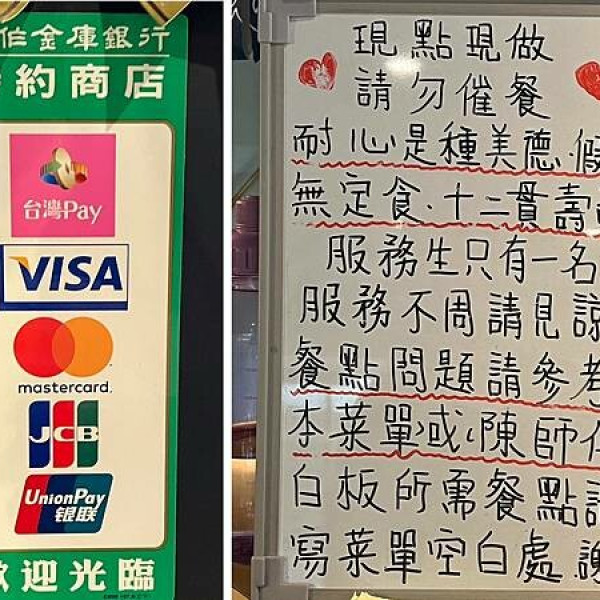 金庫銀行
約商店
台灣Pay
VISA
mastercard.
JCB
UnionPay
银联
迎光臨
現點現做
請勿催餐
耐心是種美德.假
無定食.十二貫壽
服務生只有一名
服務不周請見諒
餐點問題請參考
本菜單或陳師
白板所需餐點
寫菜單空白處.謝